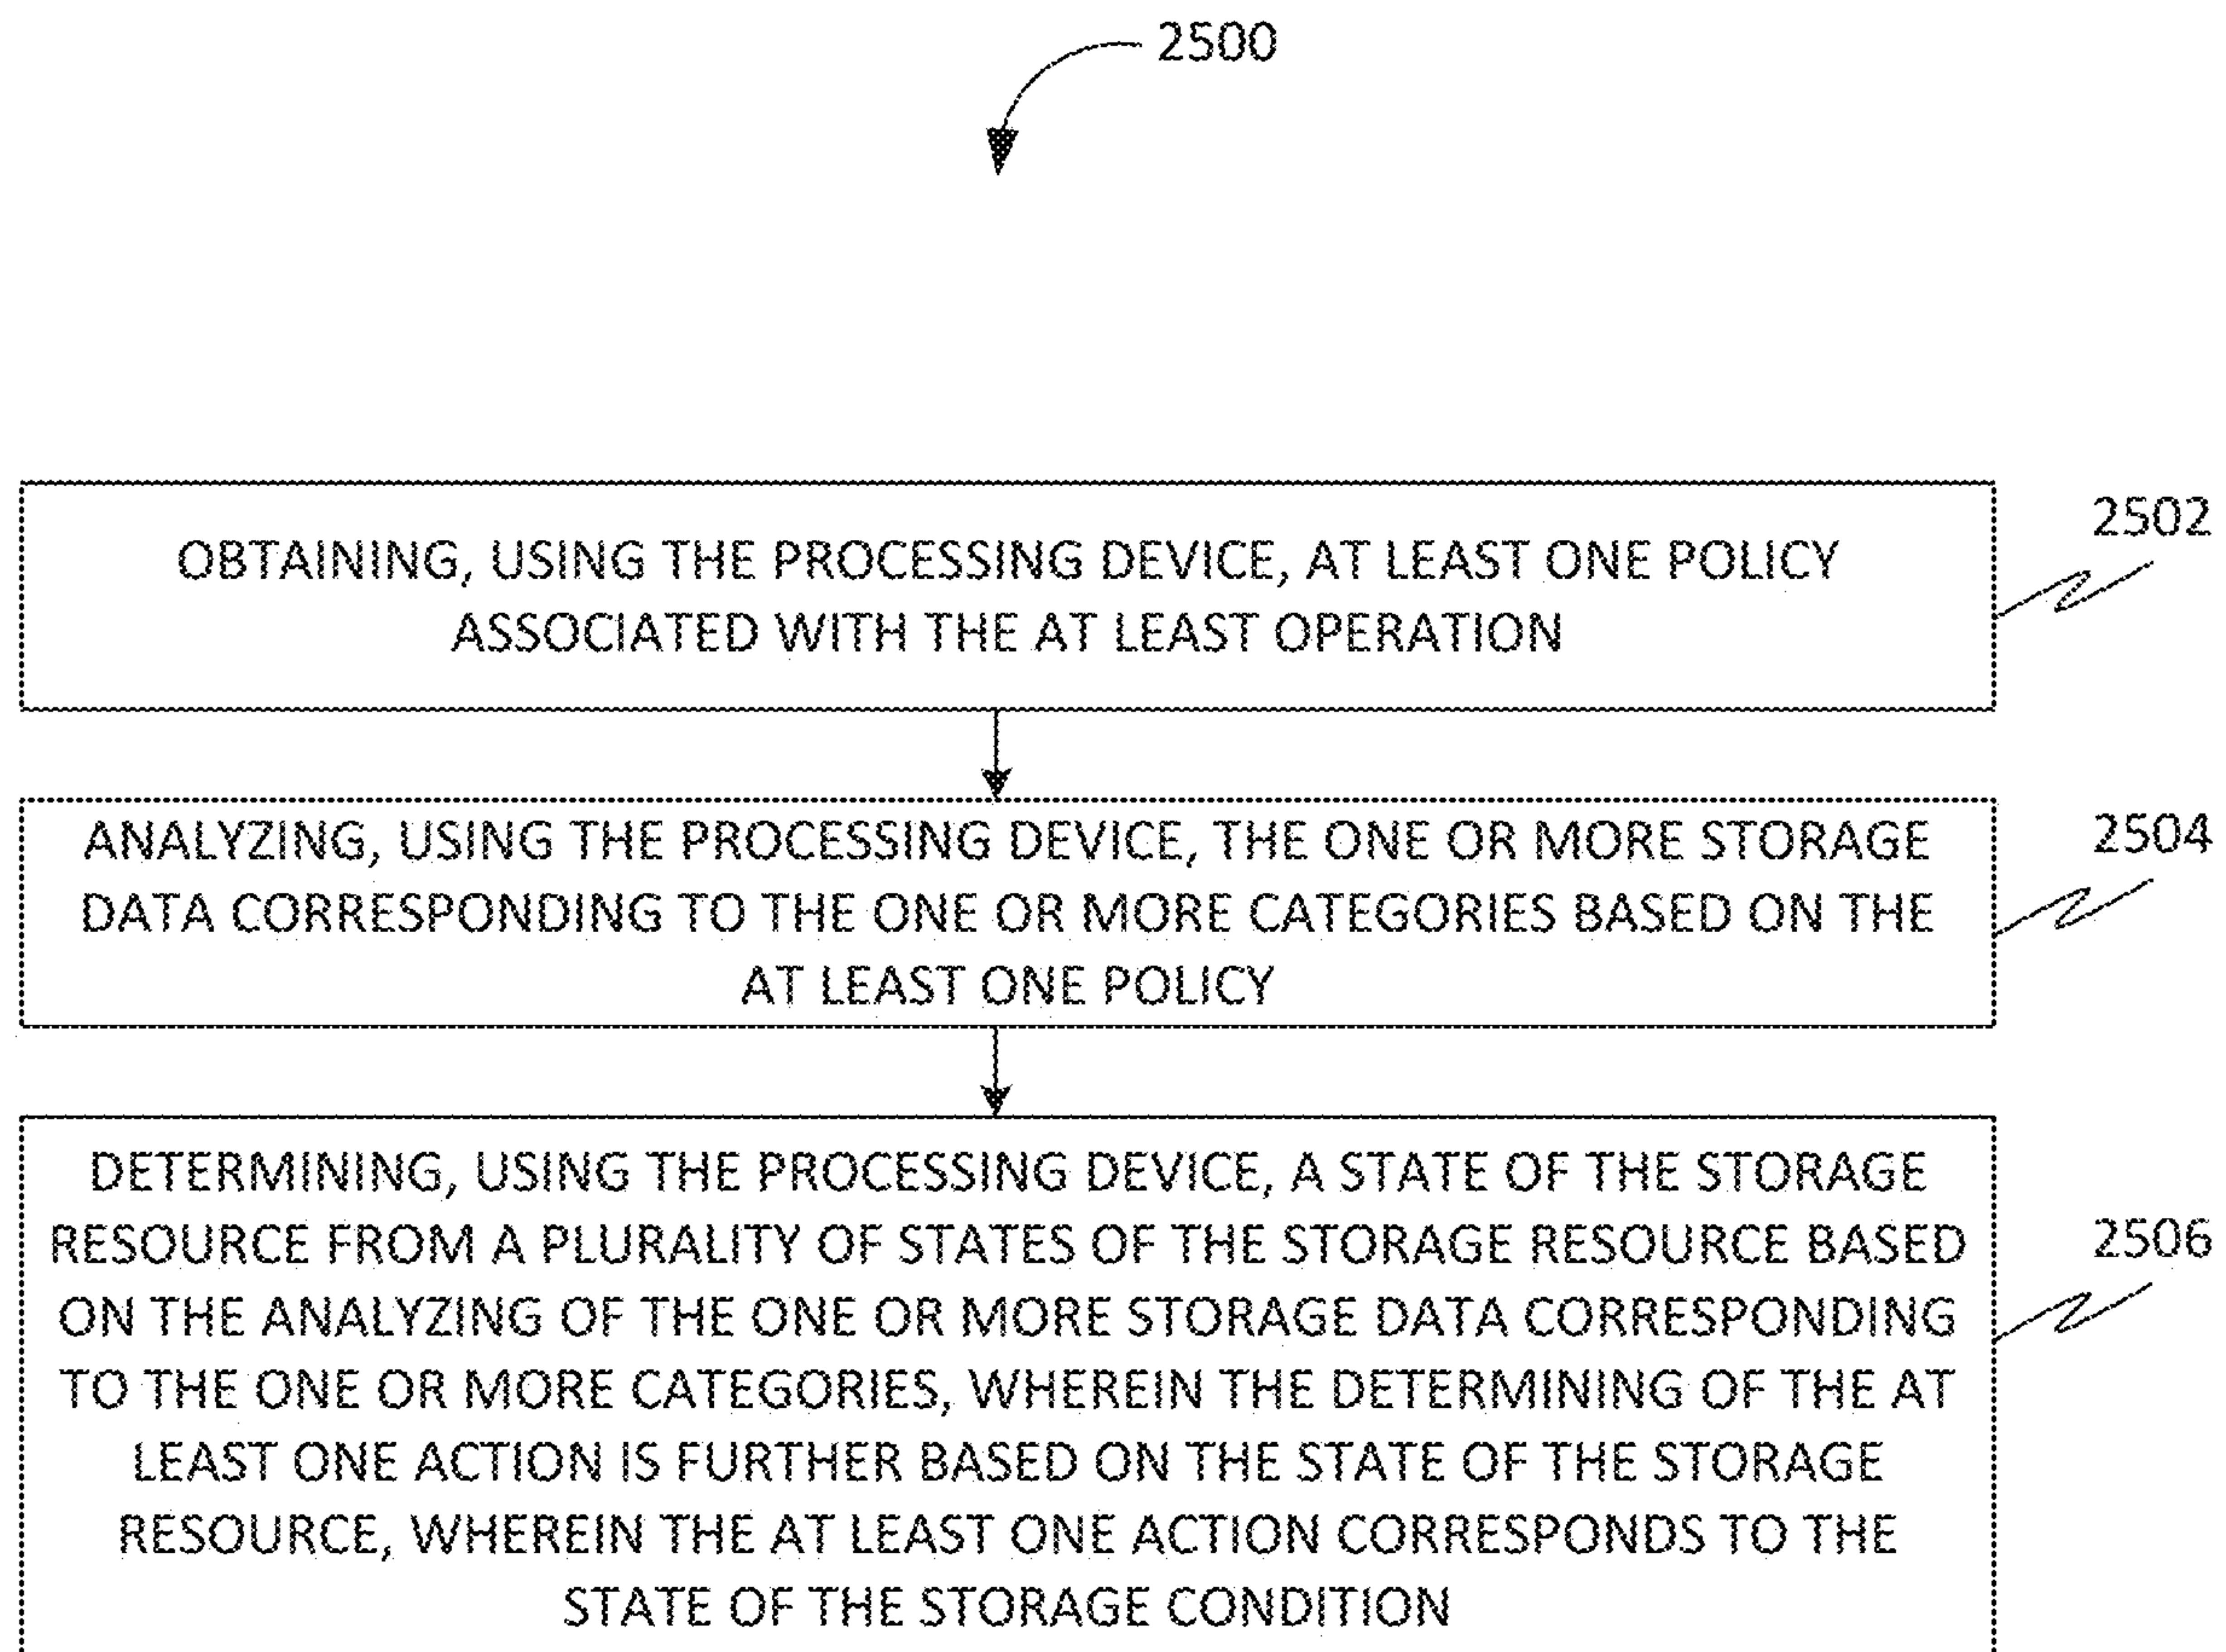 2500
OBTAINING, USING THE PROCESSING DEVICE, AT LEAST ONE POLICY
ASSOCIATED WITH THE AT LEAST OPERATION
2502
ANALYZING, USING THE PROCESSING DEVICE, THE ONE OR MORE STORAGE
DATA CORRESPONDING TO THE ONE OR MORE CATEGORIES BASED ON THE
AT LEAST ONE POLICY
2504
DETERMINING, USING THE PROCESSING DEVICE, A STATE OF THE STORAGE
RESOURCE FROM A PLURALITY OF STATES OF THE STORAGE RESOURCE BASED
ON THE ANALYZING OF THE ONE OR MORE STORAGE DATA CORRESPONDING
TO THE ONE OR MORE CATEGORIES, WHEREIN THE DETERMINING OF THE AT
LEAST ONE ACTION IS FURTHER BASED ON THE STATE OF THE STORAGE
RESOURCE, WHEREIN THE AT LEAST ONE ACTION CORRESPONDS TO THE
STATE OF THE STORAGE CONDITION
2506